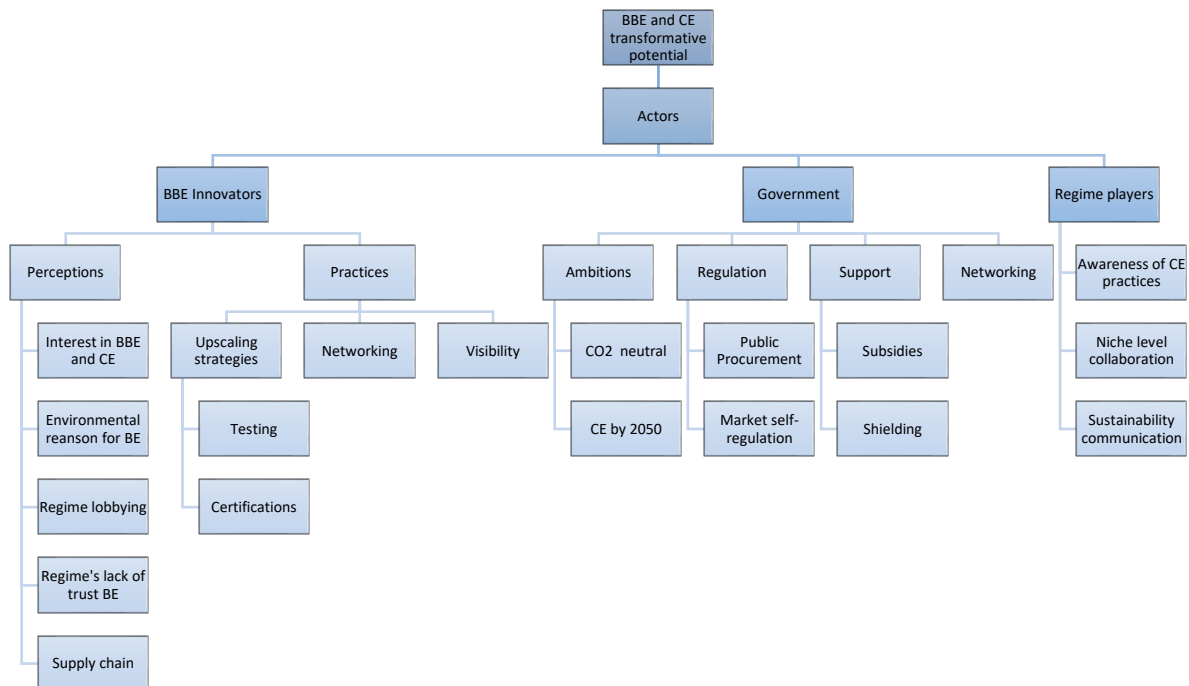 BBE and CE
transformative
potential
Actors
BBE Innovators
Government
Regime players
Perceptions
Practices
Ambitions
Regulation
Support
Networking
Awareness of CE
practices
Interest in BBE
and CE
Upscaling
strategies
Networking
Visibility
CO2 neutral
Public
Procurement
Subsidies
Niche level
collaboration
Environmental
reanson for BE
Testing
CE by 2050
Market self-
regulation
Shielding
Sustainability
communication
Regime lobbying
Certifications
Regime's lack of
trust BE
Supply chain